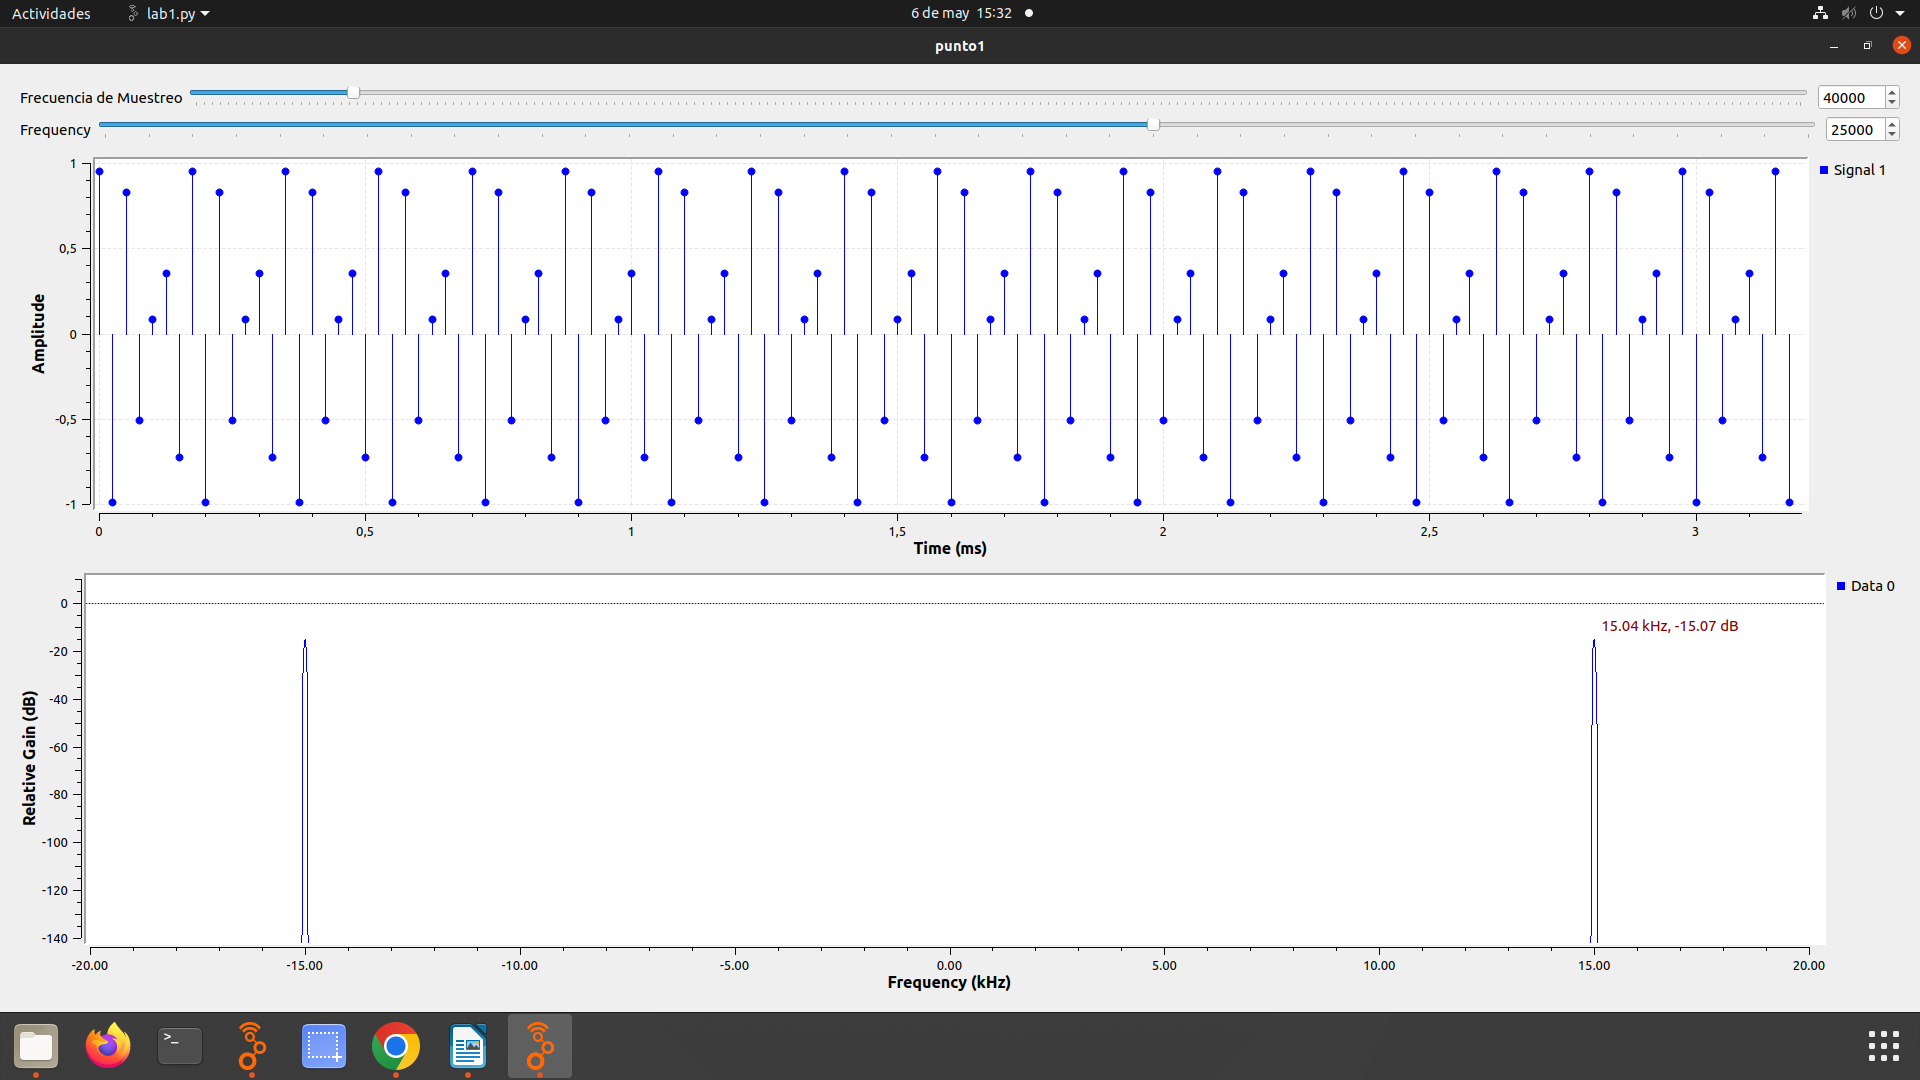 Actividades lab1.py 6 de may 15:32
punto1
Frecuencia de Muestreo 40000
Frequency 25000
Signal 1
1
0,5
0
-0,5
-1
Amplitude
0 0,5 1 1,5 2 2,5 3
Time (ms)
Data 0
15.04 kHz, -15.07 dB
0
-20
-40
-60
-80
-100
-120
-140
Relative Gain (dB)
-20.00 -15.00 -10.00 -5.00 0.00 5.00 10.00 15.00 20.00
Frequency (kHz)
>_